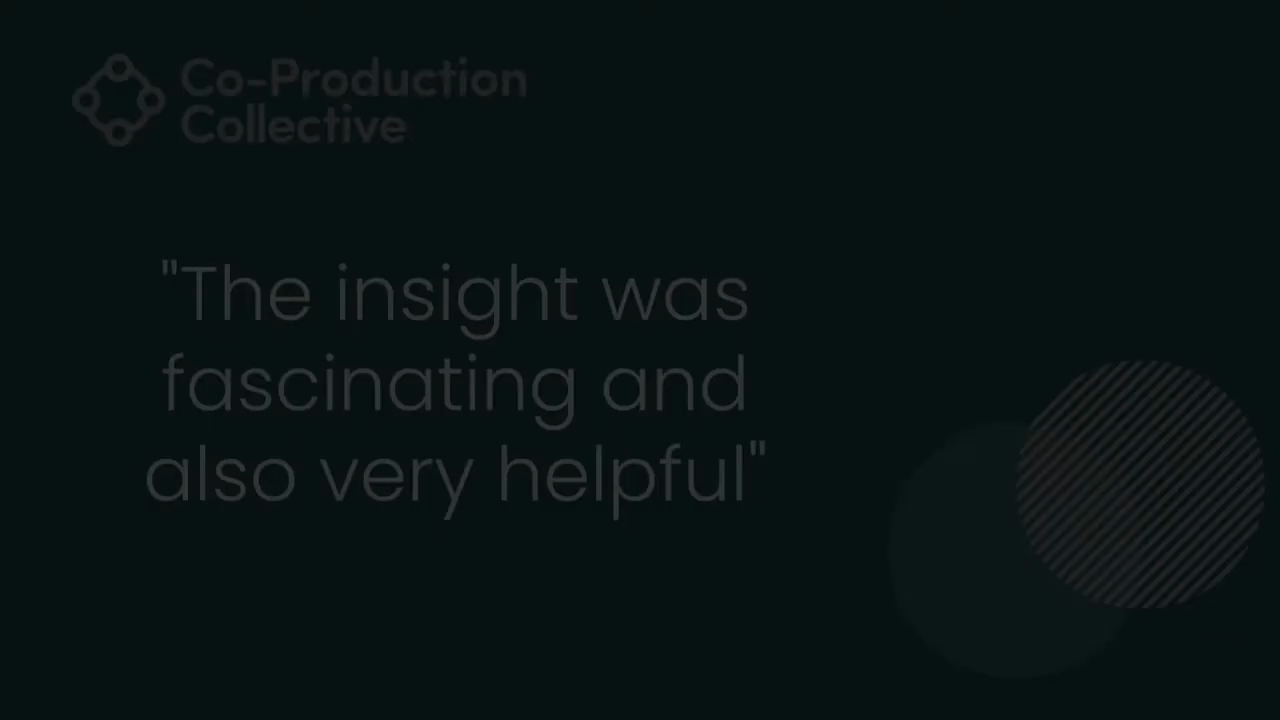 Co-Production
Collective
"The insight was
fascinating and
also very helpful"